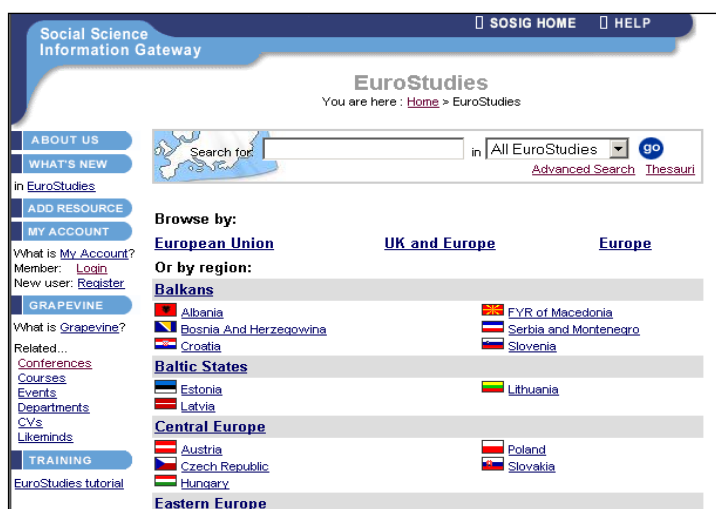 Social Science
Information Gateway
SOSIG HOME HELP
EuroStudies
You are here : Home > EuroStudies
ABOUT US
WHAT'S NEW
in EuroStudies
ADD RESOURCE
MY ACCOUNT
What is My Account?
Member: Login
New user: Register
GRAPEVINE
What is Grapevine?
Related...
Conferences
Courses
Events
Departments
CVs
Likeminds
TRAINING
EuroStudies tutorial
Search for: in All EuroStudies go
Advanced Search Thesauri
Browse by:
European Union UK and Europe Europe
Or by region:
Balkans
Albania FYR of Macedonia
Bosnia And Herzegowina Serbia and Montenegro
Croatia Slovenia
Baltic States
Estonia Lithuania
Latvia
Central Europe
Austria Poland
Czech Republic Slovakia
Hungary
Eastern Europe